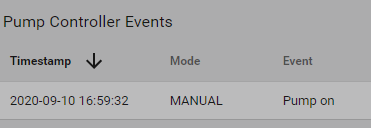 Pump Controller Events
Timestamp Mode Event
2020-09-10 16:59:32 MANUAL Pump on